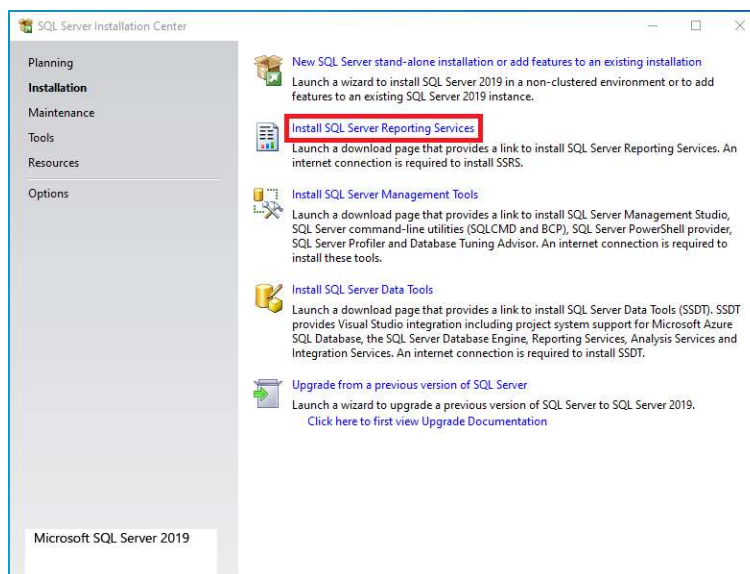 SQL Server Installation Center
Planning
Installation
Maintenance
Tools
Resources
Options
New SQL Server stand-alone installation or add features to an existing installation
Launch a wizard to install SQL Server 2019 in a non-clustered environment or to add
features to an existing SQL Server 2019 instance.
Install SQL Server Reporting Services
Launch a download page that provides a link to install SQL Server Reporting Services. An
internet connection is required to install SSRS.
Install SQL Server Management Tools
Launch a download page that provides a link to install SQL Server Management Studio,
SQL Server command-line utilities (SQLCMD and BCP), SQL Server PowerShell provider,
SQL Server Profiler and Database Tuning Advisor. An internet connection is required to
install these tools.
Install SQL Server Data Tools
Launch a download page that provides a link to install SQL Server Data Tools (SSDT). SSDT
provides Visual Studio integration including project system support for Microsoft Azure
SQL Database, the SQL Server Database Engine, Reporting Services, Analysis Services and
Integration Services. An internet connection is required to install SSDT.
Upgrade from a previous version of SQL Server
Launch a wizard to upgrade a previous version of SQL Server to SQL Server 2019.
Click here to first view Upgrade Documentation
Microsoft SQL Server 2019